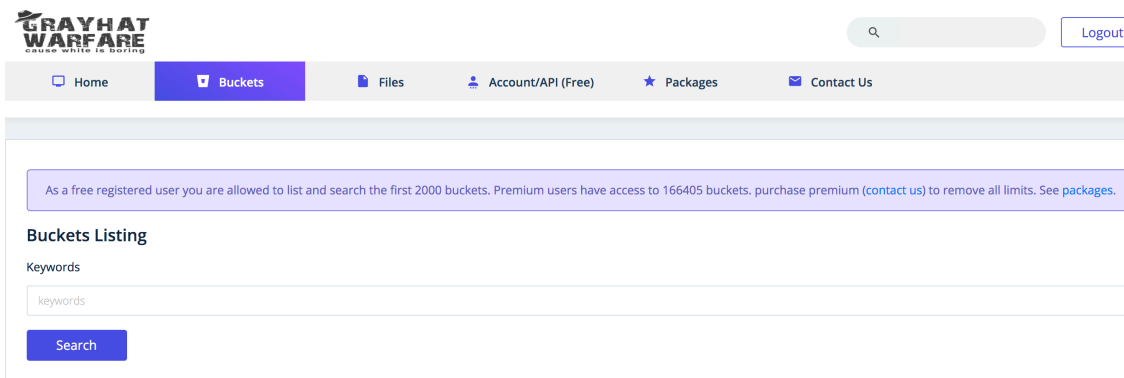 GRAYHAT
WARFARE
cause white is boring
Logout
Home
Buckets
Files
Account/API (Free)
Packages
Contact Us
As a free registered user you are allowed to list and search the first 2000 buckets. Premium users have access to 166405 buckets. purchase premium (contact us) to remove all limits. See packages.
Buckets Listing
Keywords
keywords
Search